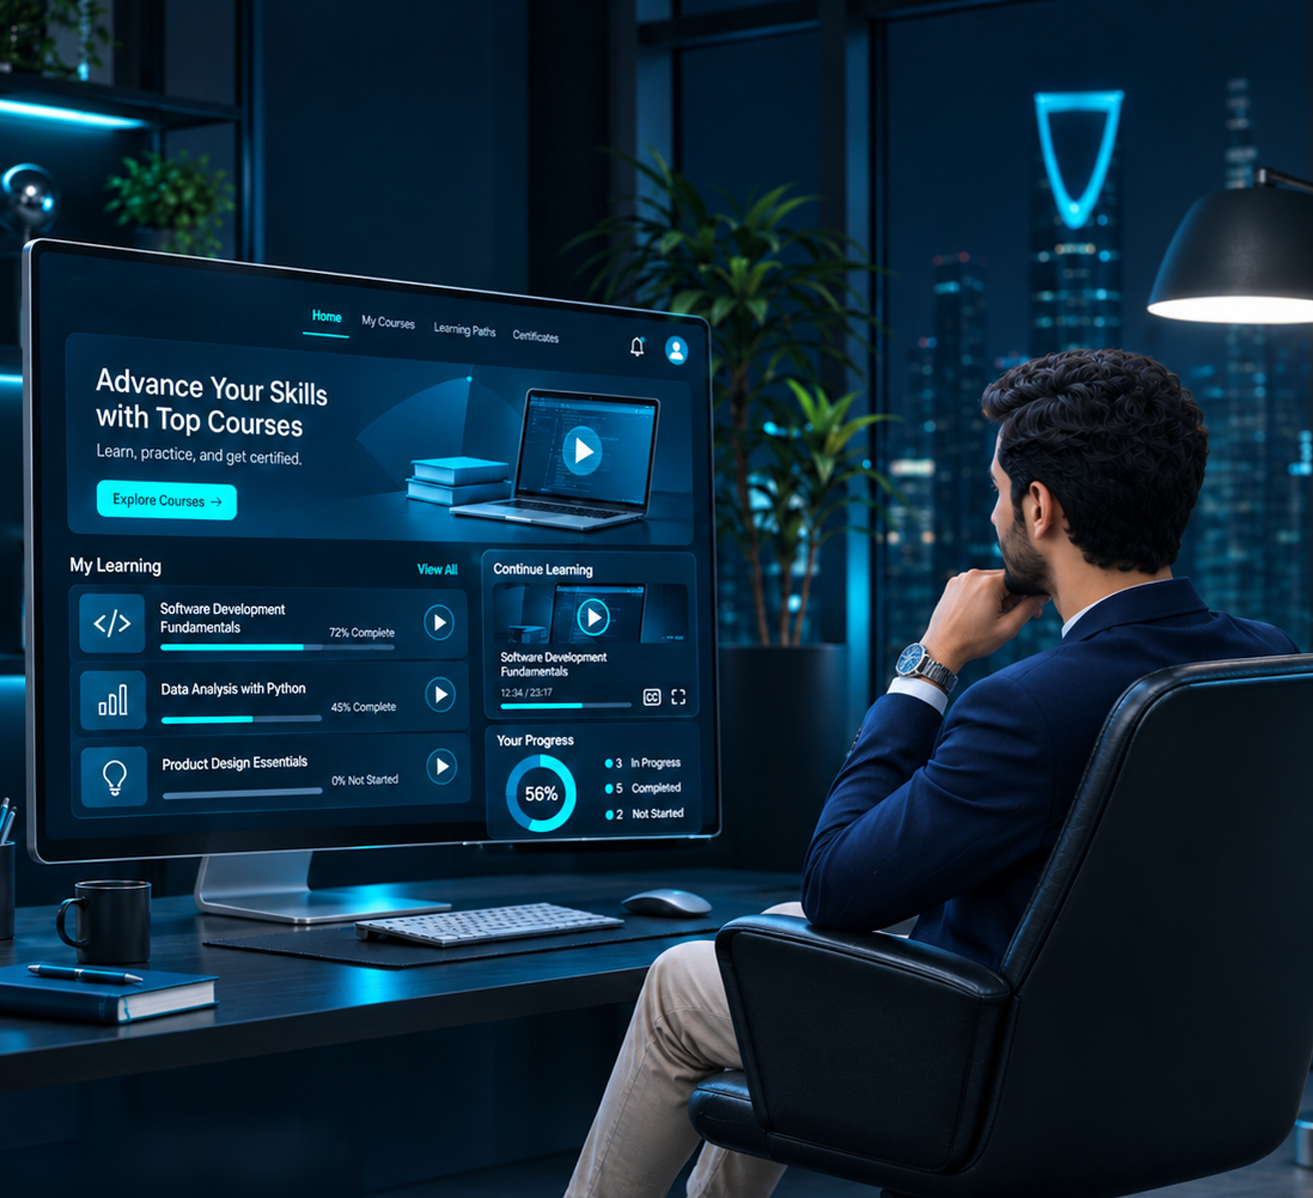 Home
My Courses
Learning Paths
Certificates
Advance Your Skills
with Top Courses
Learn, practice, and get certified.
Explore Courses →
My Learning
View All
</>
Software Development
Fundamentals
72% Complete
Data Analysis with Python
45% Complete
Product Design Essentials
0% Not Started
Continue Learning
Software Development
Fundamentals
12:34 / 23:17
CC
Your Progress
56%
3 In Progress
5 Completed
2 Not Started